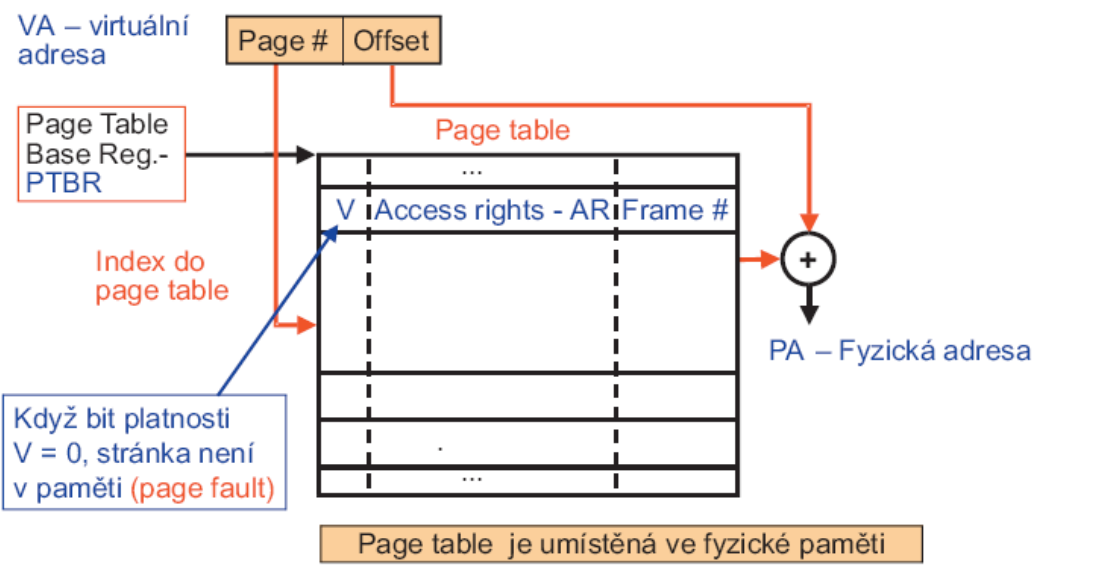 VA – virtuální
adresa
Page # Offset
Page Table
Base Reg.-
PTBR
Page table
...
V Access rights - AR Frame #
Index do
page table
+
PA – Fyzická adresa
Když bit platnosti
V = 0, stránka není
v paměti (page fault)
.
...
Page table je umístěná ve fyzické paměti